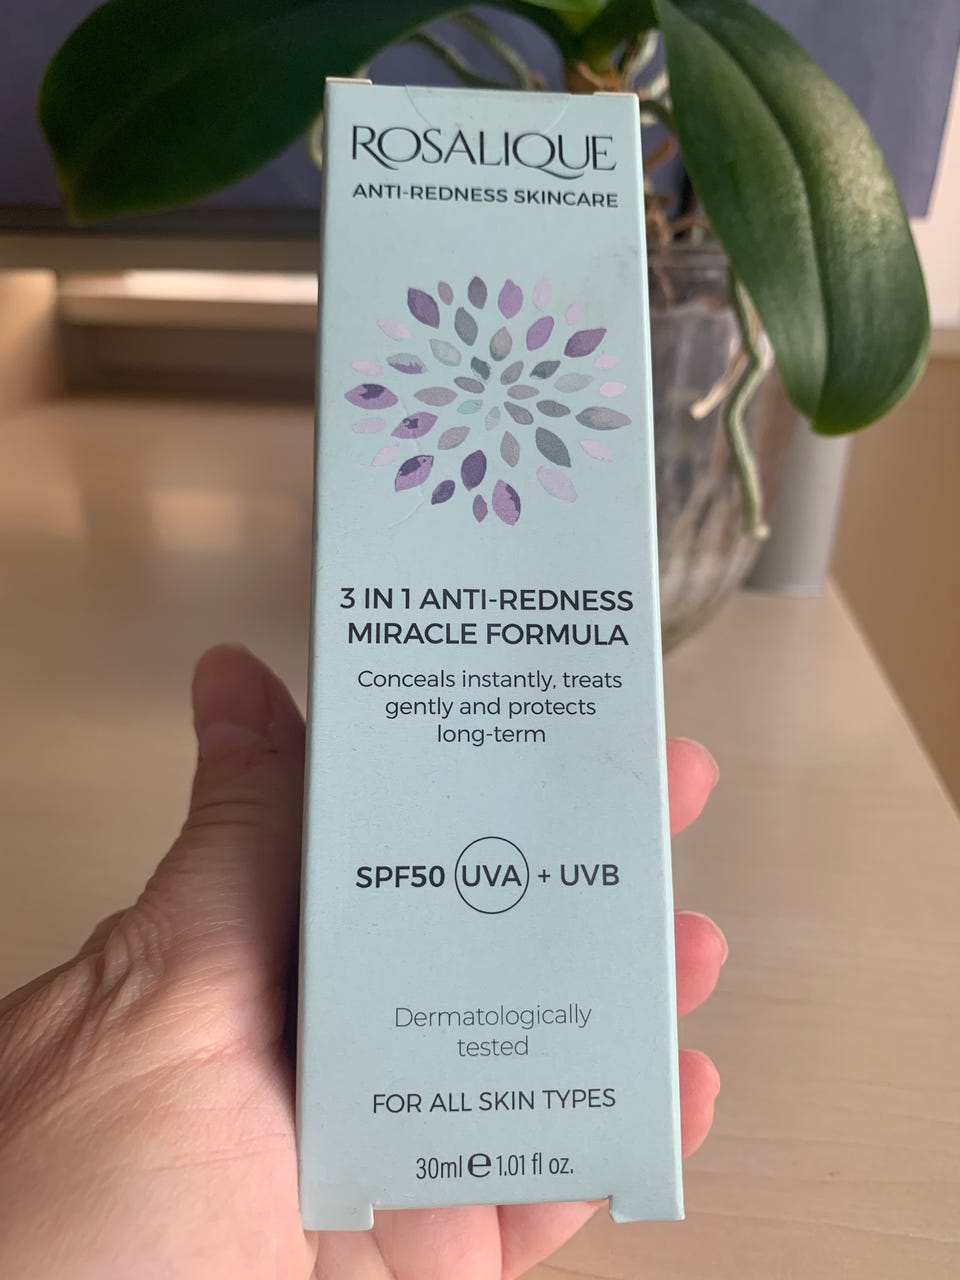 ROSALIQUE
ANTI-REDNESS SKINCARE
3 IN 1 ANTI-REDNESS
MIRACLE FORMULA
Conceals instantly, treats
gently and protects
long-term
SPF50 UVA + UVB
Dermatologically
tested
FOR ALL SKIN TYPES
30ml ℮ 1.01 fl oz.